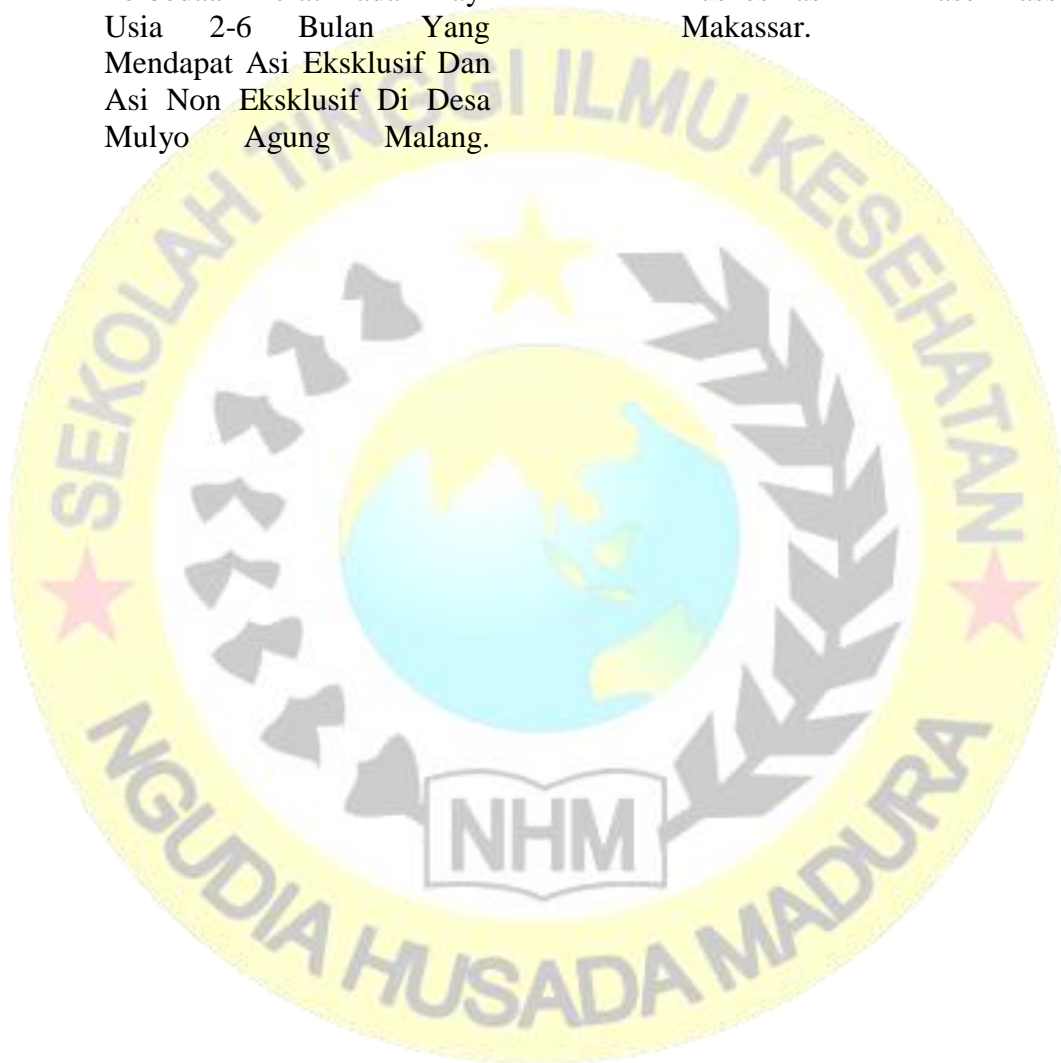 Usia 2-6 Bulan Yang
Mendapat Asi Eksklusif Dan
Asi Non Eksklusif Di Desa
Mulyo Agung Malang.
Makassar.
SEKOLAH TINGGI ILMU KESEHATAN
NHM
NGUDIA HUSADA MADURA